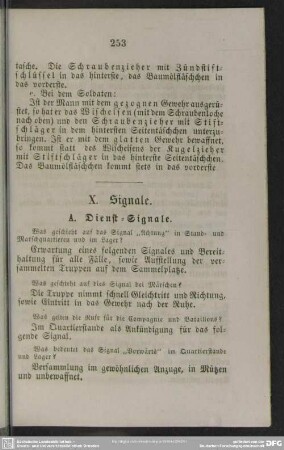 253
tasche. Die Schraubenzieher mit Zündstift-
schlüssel in das hinterste, das Baumölfläschchen in
das vorderste.
c. Bei dem Soldaten:
Ist der Mann mit dem gezognen Gewehr ausgerü-
stet, so hat er das Wischeisen (mit dem Schraubenloche
nach oben) und den Schraubenzieher mit Stift-
schläger in dem hintersten Seitentäschchen unterzu-
bringen. Ist er mit dem glatten Gewehr bewaffnet,
so kommt statt des Wischeisens der Kugelzieher
mit Stiftschläger in das hinterste Seitentäschchen.
Das Baumölfläschchen kommt stets in das vorderste
X. Signale.
A. Dienst-Signale.
Was geschieht auf das Signal „Achtung" in Stand- und
Marschquartieren und im Lager?
Erwartung eines folgenden Signales und Bereit-
haltung für alle Fälle, sowie Aufstellung der ver-
sammelten Truppen auf dem Sammelplatze.
Was geschieht auf dies Signal bei Märschen?
Die Truppe nimmt schnell Gleichtritt und Richtung,
sowie Eintritt in das Gewehr nach der Ruhe.
Was gelten die Rufe für die Compagnie und Bataillone?
Im Quartierstande als Ankündigung für das fol-
gende Signal.
Was bedeutet das Signal „Vorwärts" im Quartierstande
und Lager?
Versammlung im gewöhnlichen Anzuge, in Mützen
und unbewaffnet.